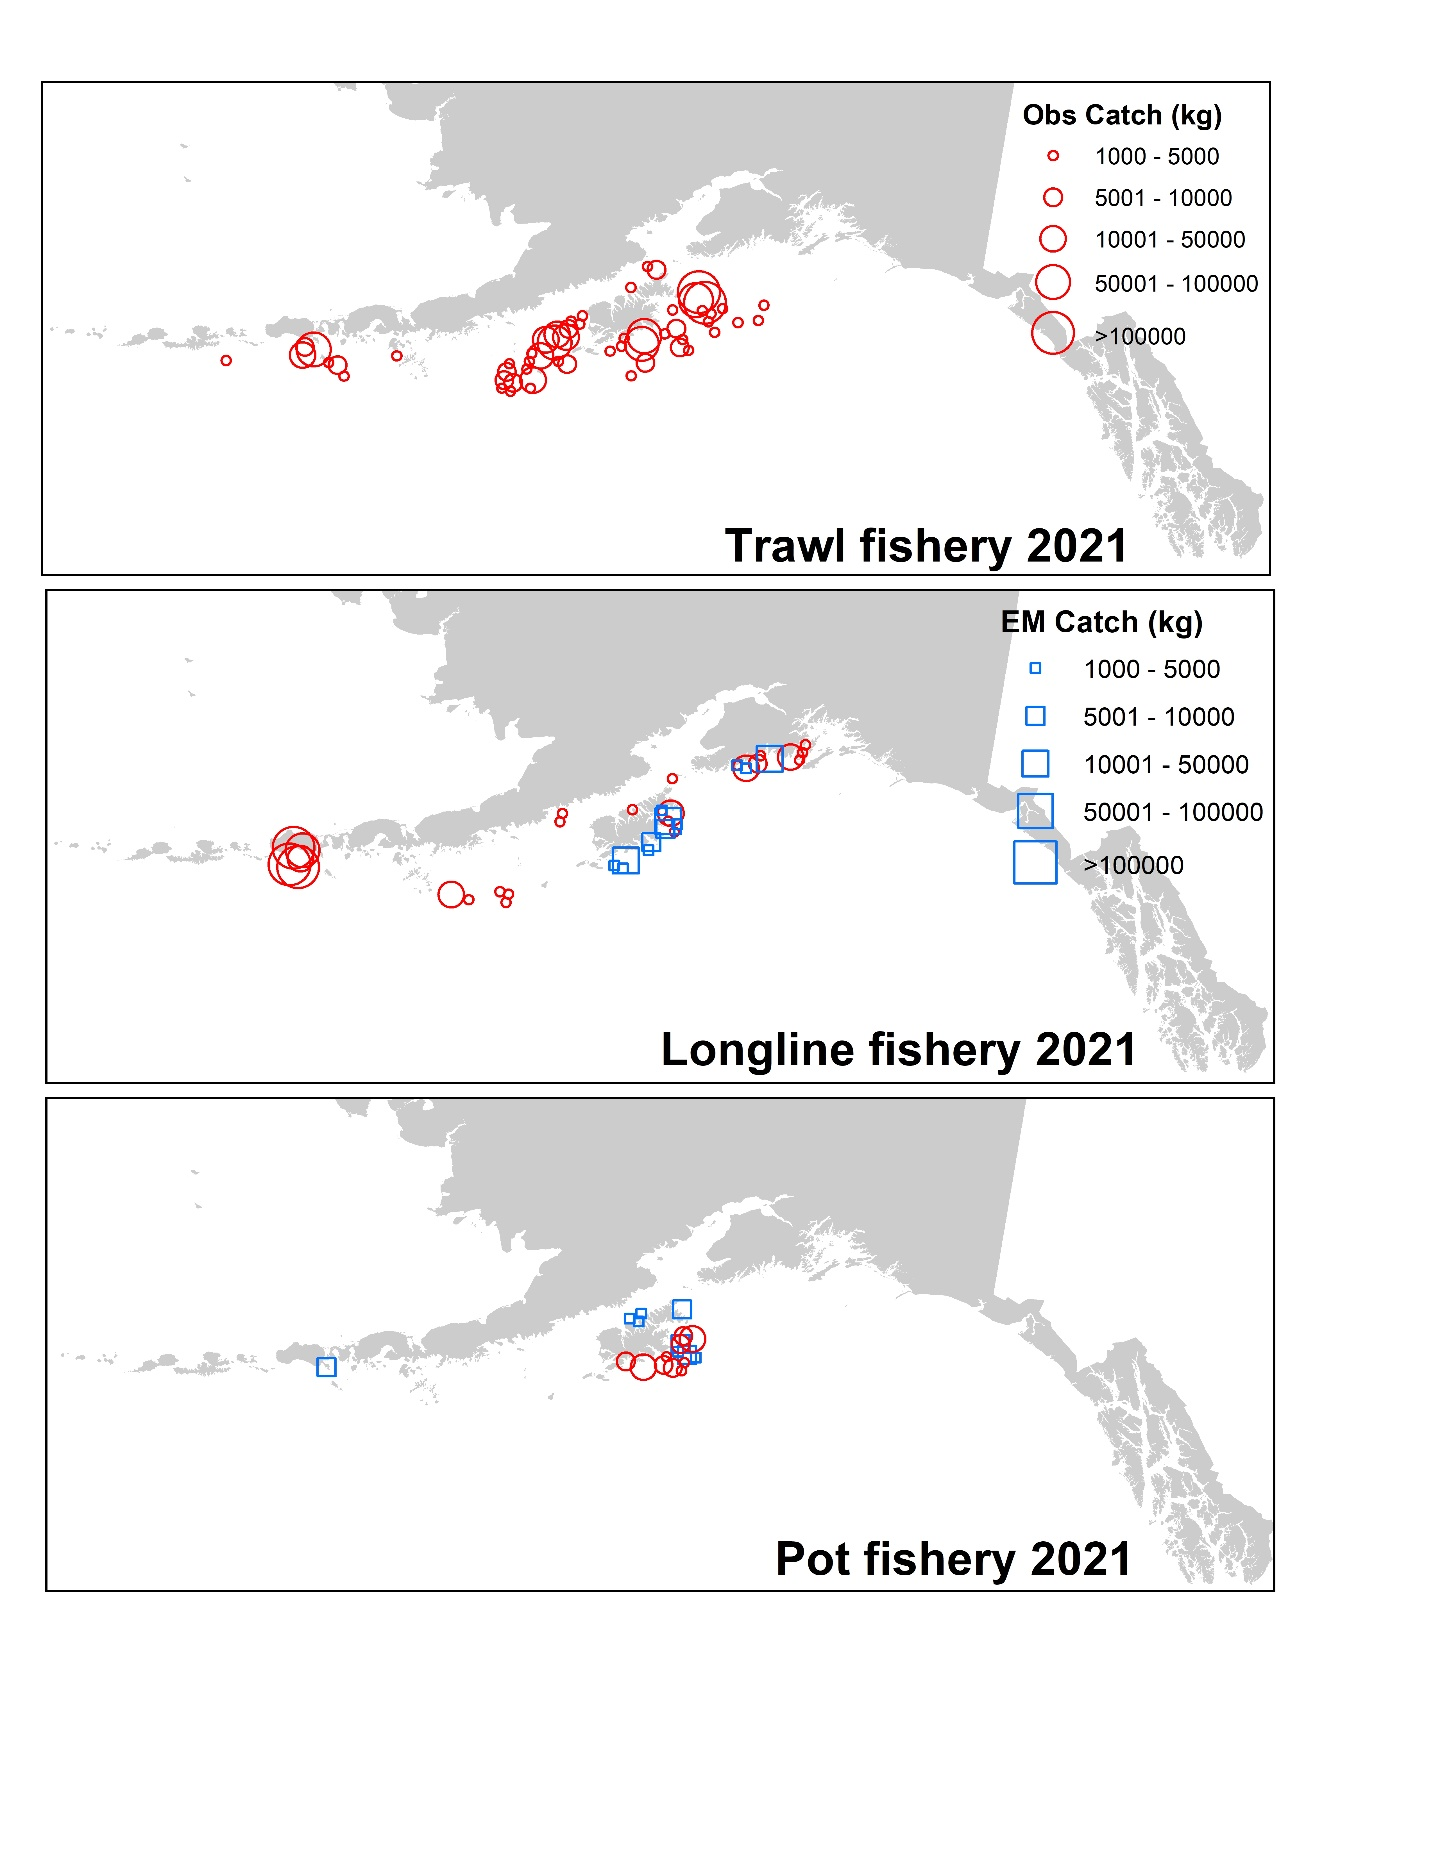 Obs Catch (kg)
1000 - 5000
5001 - 10000
10001 - 50000
50001 - 100000
>100000
Trawl fishery 2021
EM Catch (kg)
1000 - 5000
5001 - 10000
10001 - 50000
50001 - 100000
>100000
Longline fishery 2021
Pot fishery 2021